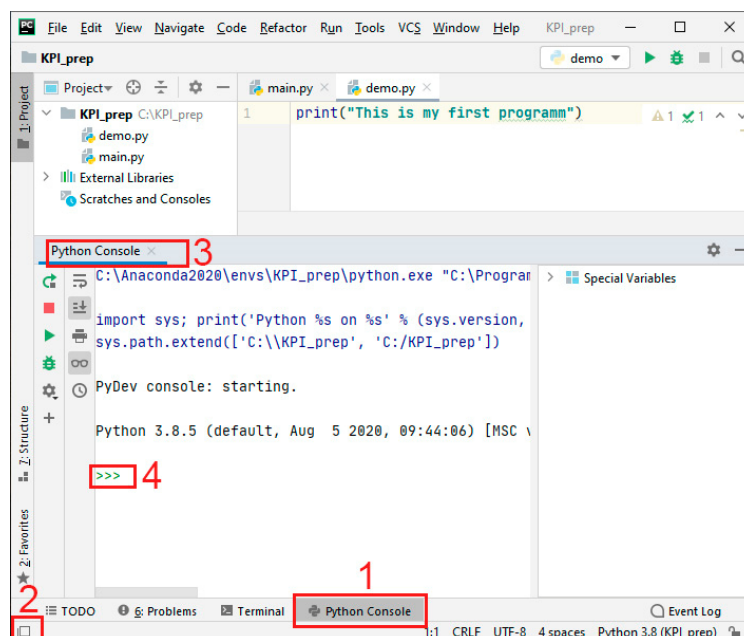 PC File Edit View Navigate Code Refactor Run Tools VCS Window Help KPI_prep
KPI_prep demo
1: Project
Project main.py demo.py
KPI_prep C:\KPI_prep
demo.py
main.py
External Libraries
Scratches and Consoles
1 print("This is my first programm") 1 1
Python Console 3
C:\Anaconda2020\envs\KPI_prep\python.exe "C:\Program
import sys; print('Python %s on %s' % (sys.version,
sys.path.extend(['C:\\KPI_prep', 'C:/KPI_prep'])
PyDev console: starting.
Python 3.8.5 (default, Aug 5 2020, 09:44:06) [MSC v
>>> 4
Special Variables
7: Structure
2: Favorites
1
2 TODO 6: Problems Terminal Python Console Event Log
CRLF UTF-8 4 spaces Python 3.8 (KPI_prep)